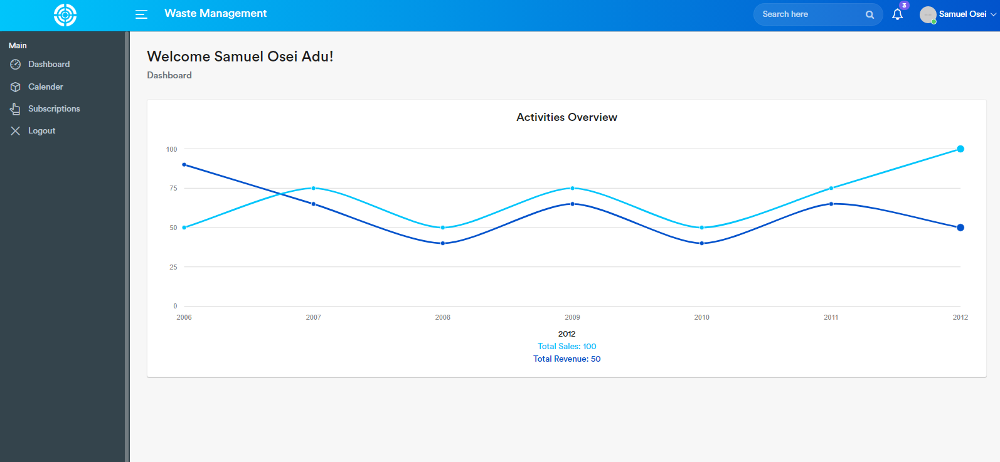 Waste Management
Search here
3
Samuel Osei
Main
Dashboard
Calender
Subscriptions
Logout
Welcome Samuel Osei Adu!
Dashboard
Activities Overview
100
75
50
25
0
2006 2007 2008 2009 2010 2011 2012
2012
Total Sales: 100
Total Revenue: 50